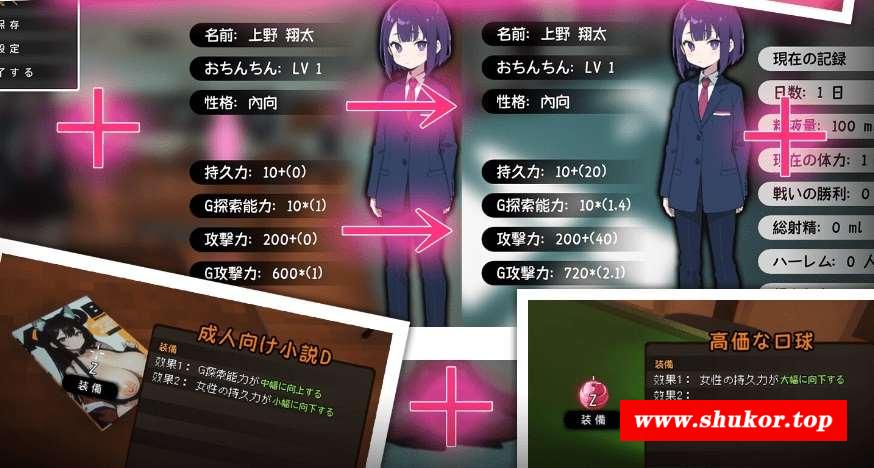 保存
設定
了する
名前: 上野 翔太
おちんちん: LV 1
性格: 內向
持久力: 10+(0)
G探索能力: 10*(1)
攻撃力: 200+(0)
G攻撃力: 600*(1)
名前: 上野 翔太
おちんちん: LV 1
性格: 內向
持久力: 10+(20)
G探索能力: 10*(1.4)
攻撃力: 200+(40)
G攻撃力: 720*(2.1)
現在の記録
日数: 1 日
精液量: 100 m
現在の体力: 1
戦いの勝利: 0
総射精: 0 ml
ハーレム: 0 人
成人向け小説D
装備
効果1: G探索能力が中幅に向上する
効果2: 女性の持久力が小幅に向下する
Z
装備
高価な口球
装備
効果1: 女性の持久力が大幅に向下する
効果2:
Z
装備
www.shukor.top